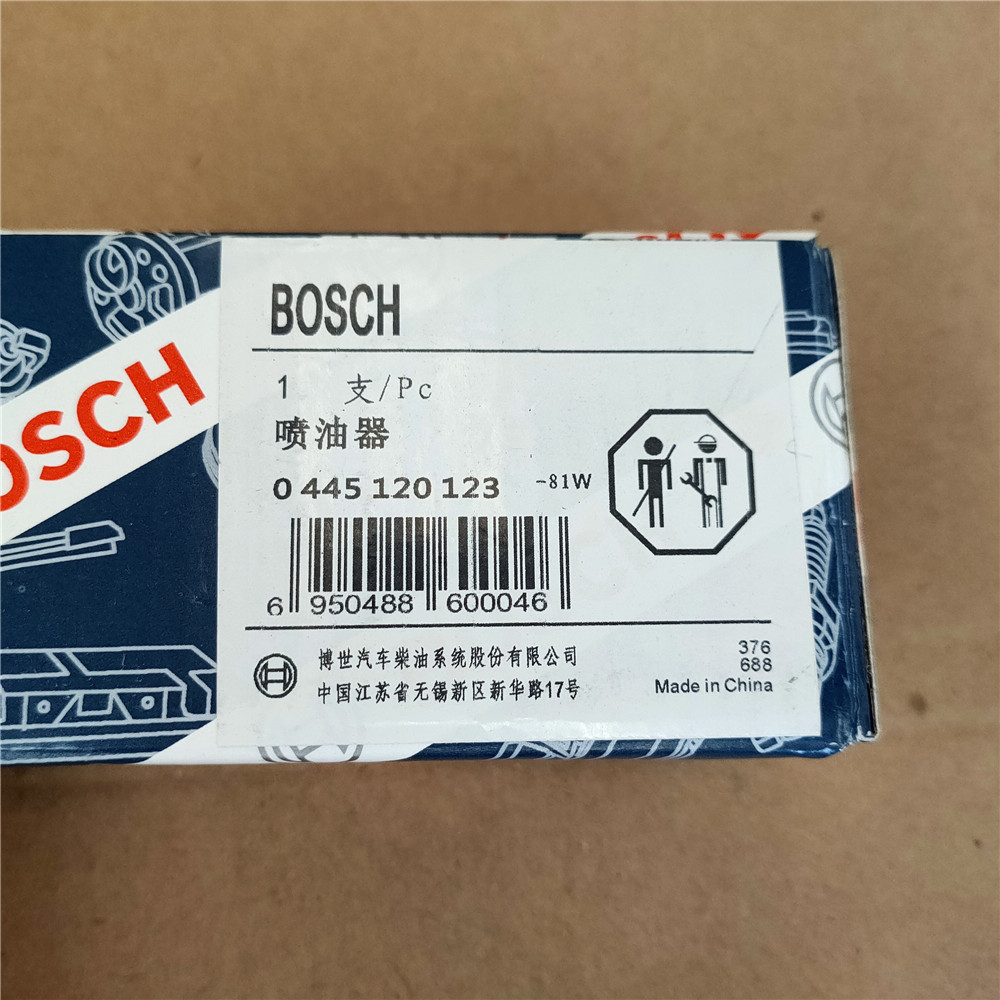 BOSCH
BOSCH
1 支/Pc
喷油器
0 445 120 123 -81W
6 950488 600046
博世汽车柴油系统股份有限公司
中国江苏省无锡新区新华路17号
376
688
Made in China